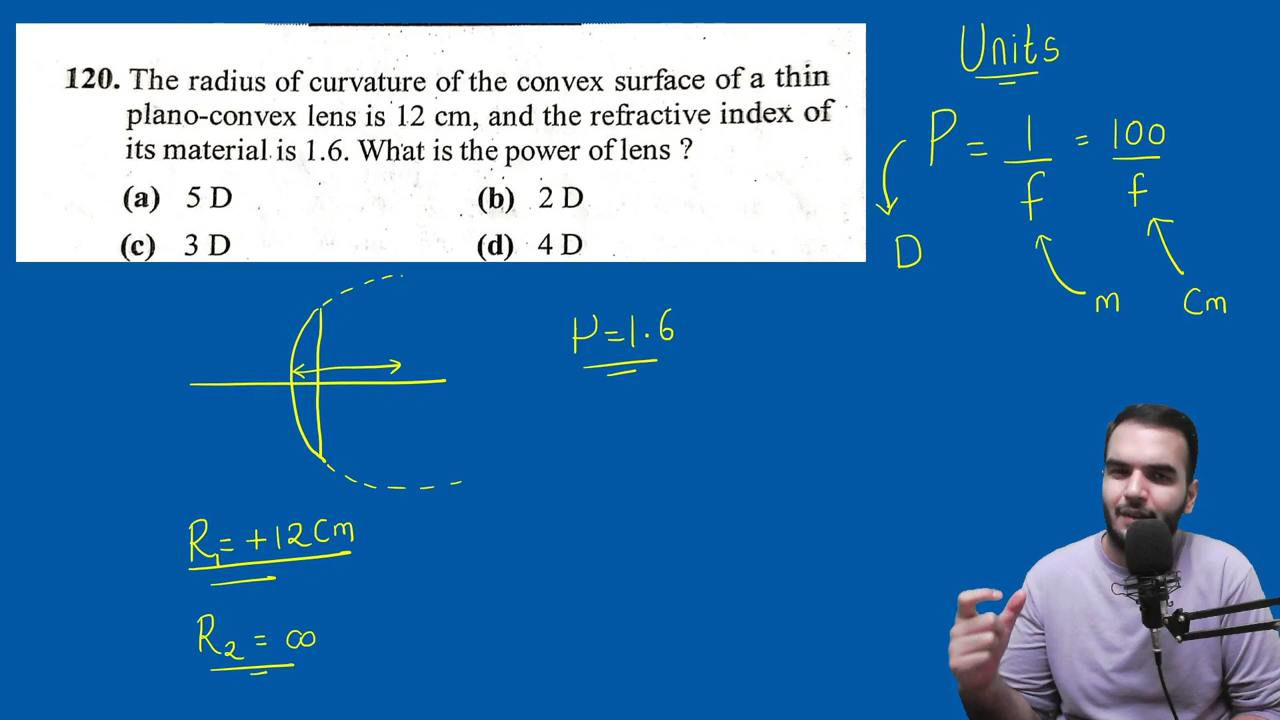 120. The radius of curvature of the convex surface of a thin
plano-convex lens is 12 cm, and the refractive index of
its material is 1.6. What is the power of lens ?
(a) 5 D (b) 2 D
(c) 3 D (d) 4 D
Units
P = 1/f = 100/f
D
m Cm
μ = 1.6
R₁ = +12 Cm
R₂ = ∞